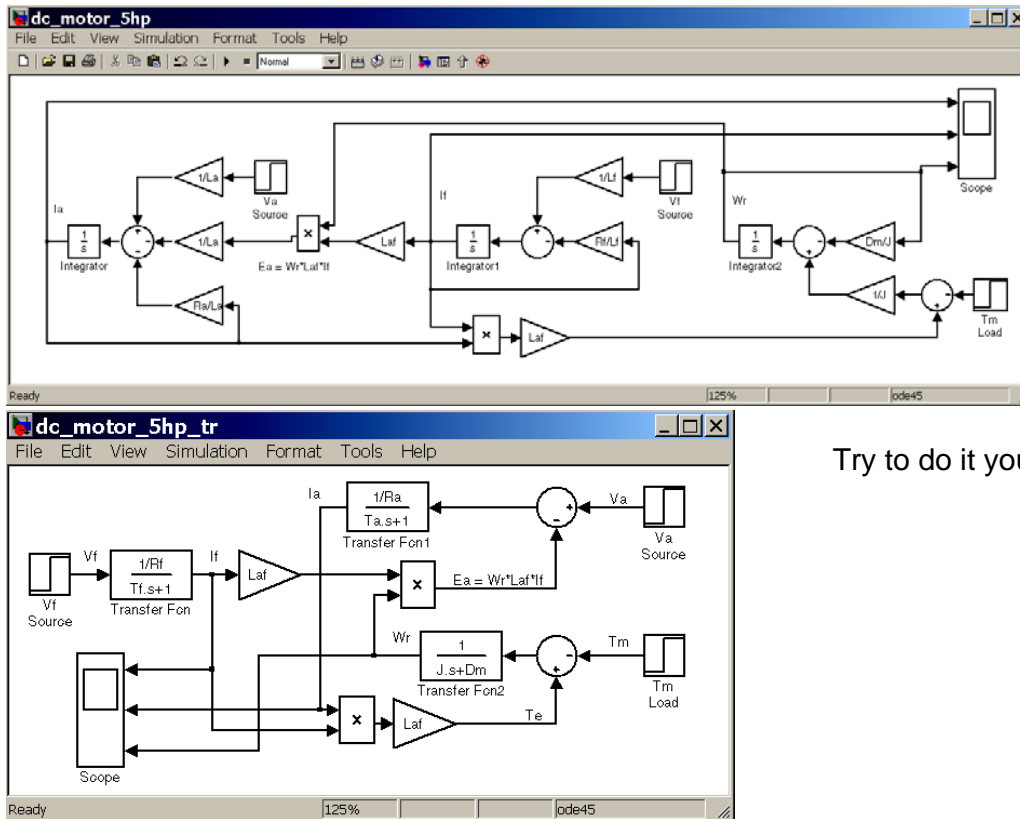 dc_motor_5hp
File Edit View Simulation Format Tools Help
Normal
1/La
Va
Source
1/Lf
Vf
Source
Scope
Ia
If
Wr
1
s
Integrator
1/La
×
Ea = Wr*Laf*If
Laf
1
s
Integrator1
Rf/Lf
1
s
Integrator2
Dm/J
Ra/La
1/J
Tm
Load
×
Laf
Ready
125%
ode45
dc_motor_5hp_tr
File Edit View Simulation Format Tools Help
Try to do it you
Ia
1/Ra
Ta.s+1
Transfer Fcn1
Va
Va
Source
Vf
Vf
Source
1/Rf
Tf.s+1
Transfer Fcn
If
Laf
×
Ea = Wr*Laf*If
Wr
1
J.s+Dm
Transfer Fcn2
Tm
Tm
Load
×
Laf
Te
Scope
Ready
125%
ode45